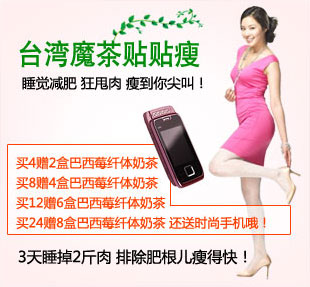 台湾魔茶贴贴瘦
睡觉减肥 狂甩肉 瘦到你尖叫！
买4赠2盒巴西莓纤体奶茶
买8赠4盒巴西莓纤体奶茶
买12赠6盒巴西莓纤体奶茶
买24赠8盒巴西莓纤体奶茶 还送时尚手机哦！
3天睡掉2斤肉 排除肥根儿瘦得快！